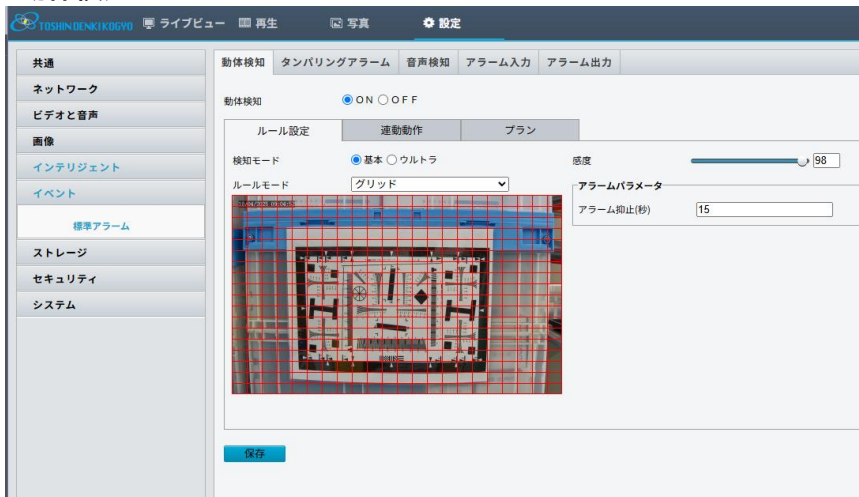 TOSHIN DENKI KOGYO ライブビュー 再生 写真 設定
共通
ネットワーク
ビデオと音声
画像
インテリジェント
イベント
標準アラーム
ストレージ
セキュリティ
システム
動体検知 タンパリングアラーム 音声検知 アラーム入力 アラーム出力
動体検知 ON OFF
ルール設定 連動動作 プラン
検知モード 基本 ウルトラ
ルールモード グリッド
感度 98
アラームパラメータ
アラーム抑止(秒) 15
保存